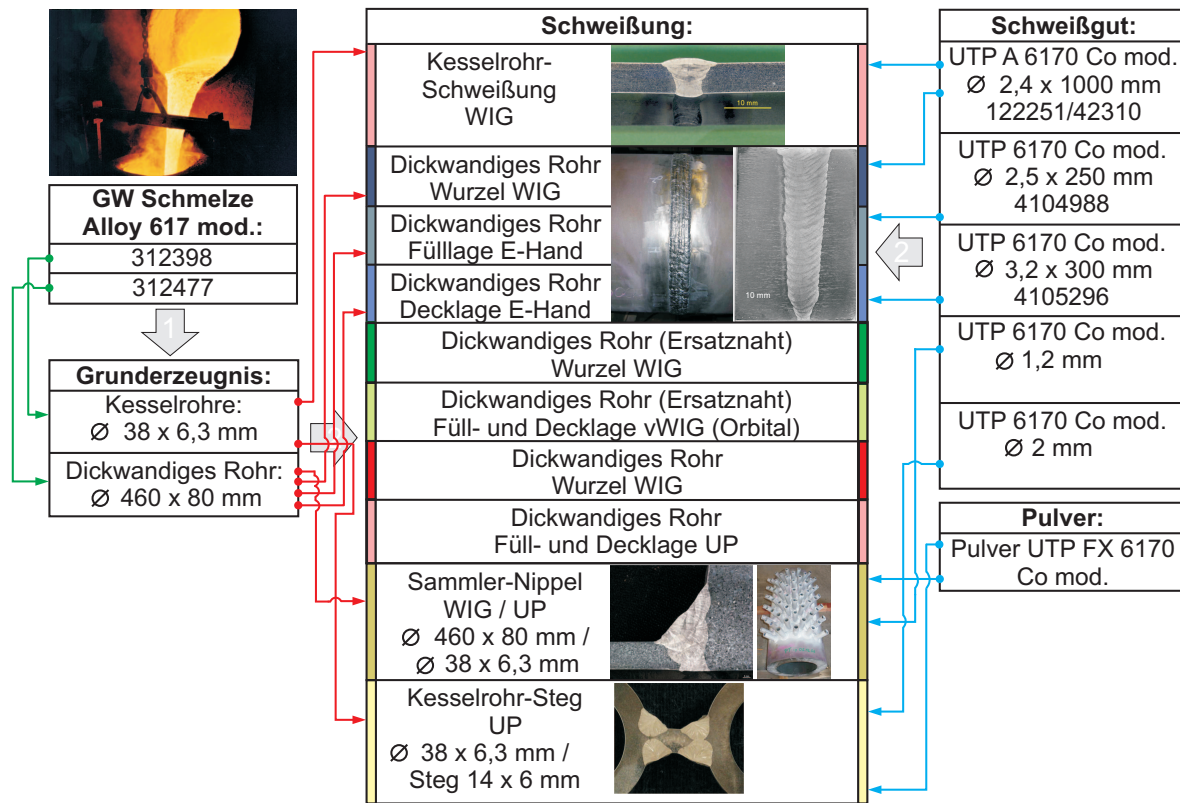 GW Schmelze
Alloy 617 mod.:
312398
312477
1
Grunderzeugnis:
Kesselrohre:
Ø 38 x 6,3 mm
Dickwandiges Rohr:
Ø 460 x 80 mm
Schweißung:
Kesselrohr-
Schweißung
WIG
10 mm
Dickwandiges Rohr
Wurzel WIG
Dickwandiges Rohr
Fülllage E-Hand
Dickwandiges Rohr
Decklage E-Hand
10 mm
Dickwandiges Rohr (Ersatznaht)
Wurzel WIG
Dickwandiges Rohr (Ersatznaht)
Füll- und Decklage vWIG (Orbital)
Dickwandiges Rohr
Wurzel WIG
Dickwandiges Rohr
Füll- und Decklage UP
Sammler-Nippel
WIG / UP
Ø 460 x 80 mm /
Ø 38 x 6,3 mm
Kesselrohr-Steg
UP
Ø 38 x 6,3 mm /
Steg 14 x 6 mm
Schweißgut:
UTP A 6170 Co mod.
Ø 2,4 x 1000 mm
122251/42310
UTP 6170 Co mod.
Ø 2,5 x 250 mm
4104988
2
UTP 6170 Co mod.
Ø 3,2 x 300 mm
4105296
UTP 6170 Co mod.
Ø 1,2 mm
UTP 6170 Co mod.
Ø 2 mm
Pulver:
Pulver UTP FX 6170
Co mod.